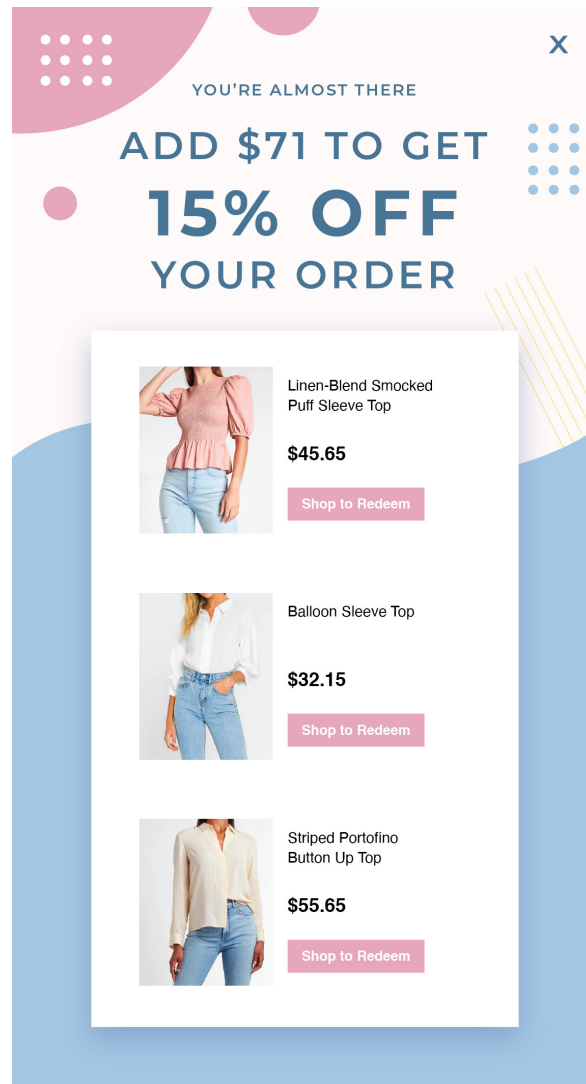 X
YOU’RE ALMOST THERE
ADD $71 TO GET
15% OFF
YOUR ORDER
Linen-Blend Smocked
Puff Sleeve Top
$45.65
Shop to Redeem
Balloon Sleeve Top
$32.15
Shop to Redeem
Striped Portofino
Button Up Top
$55.65
Shop to Redeem